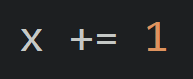 x += 1